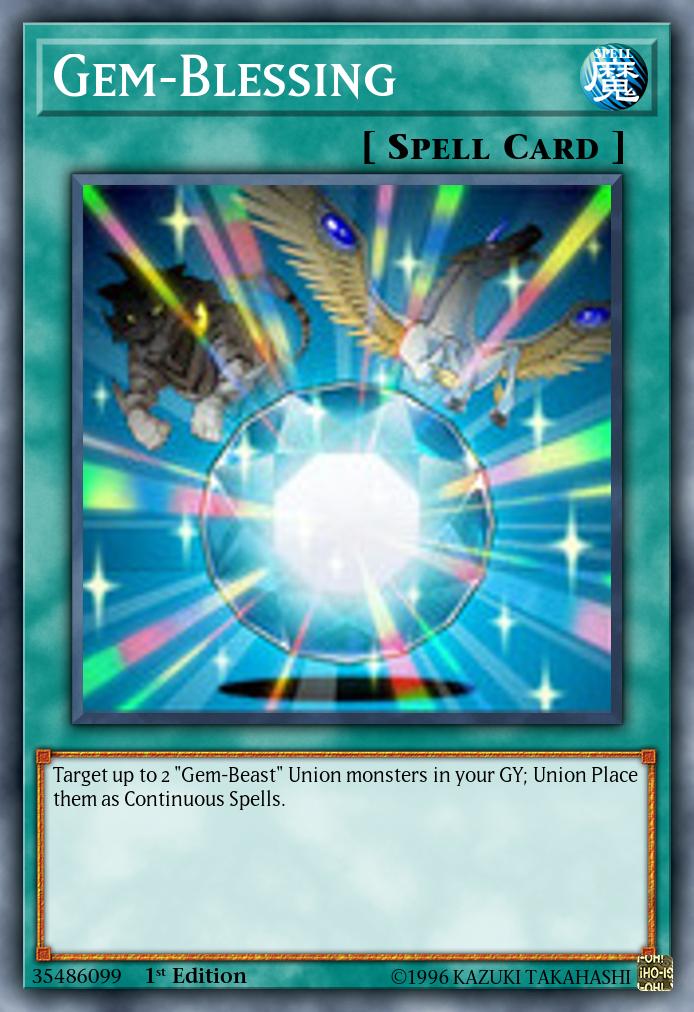 Gem-Blessing
SPELL
魔
[ Spell Card ]
Target up to 2 "Gem-Beast" Union monsters in your GY; Union Place
them as Continuous Spells.
35486099 1st Edition ©1996 KAZUKI TAKAHASHI